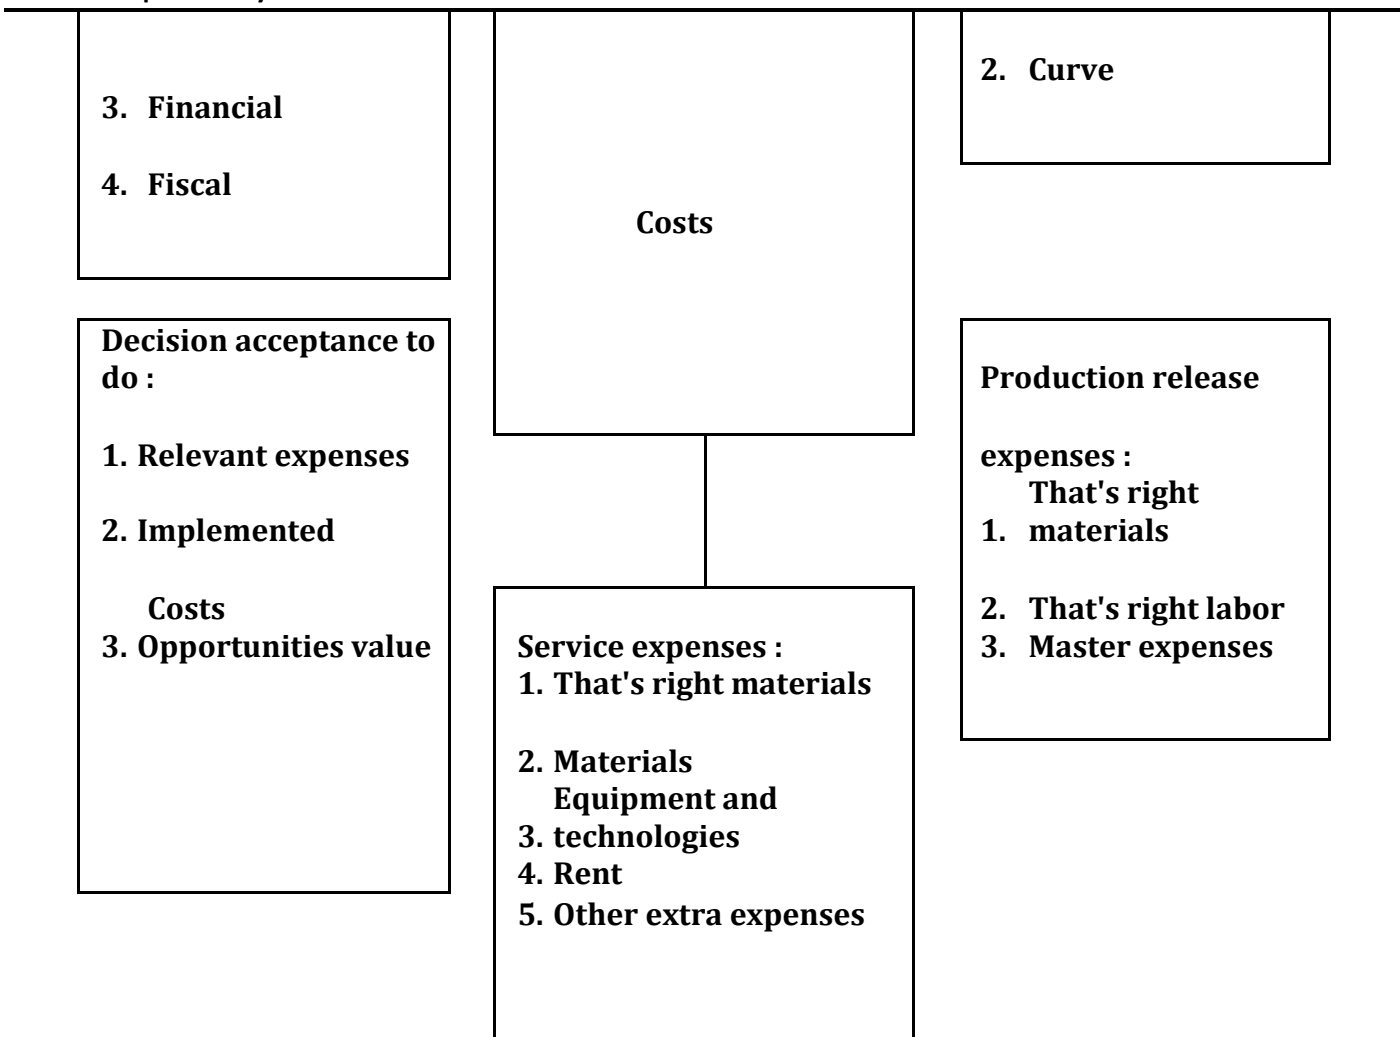 3. Financial
4. Fiscal
Costs
2. Curve
Decision acceptance to
do :
1. Relevant expenses
2. Implemented
Costs
3. Opportunities value
Service expenses :
1. That's right materials
2. Materials
Equipment and
3. technologies
4. Rent
5. Other extra expenses
Production release
expenses :
That's right
1. materials
2. That's right labor
3. Master expenses